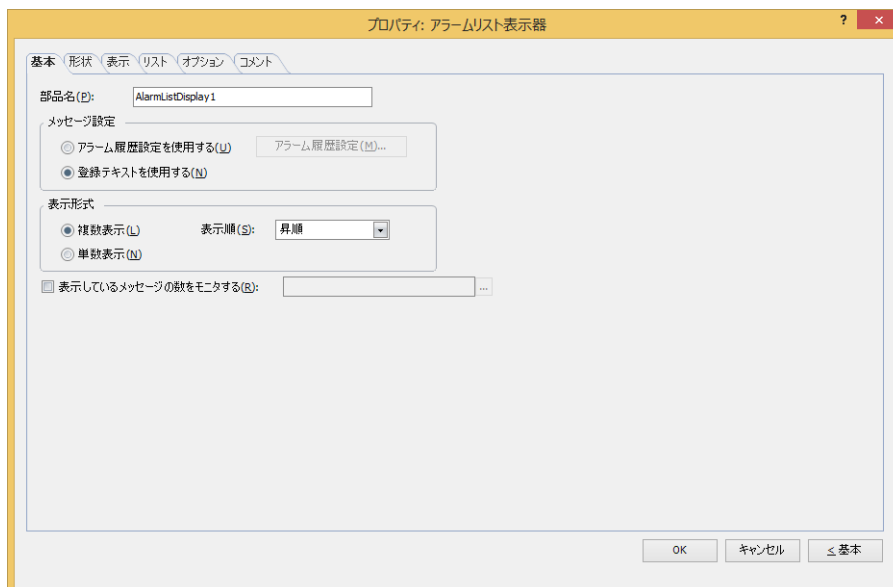 プロパティ: アラームリスト表示器
? ×
基本 形状 表示 リスト オプション コメント
部品名(P): AlarmListDisplay1
メッセージ設定
アラーム履歴設定を使用する(U) アラーム履歴設定(M)...
登録テキストを使用する(N)
表示形式
複数表示(L) 表示順(S): 昇順
単数表示(N)
表示しているメッセージの数をモニタする(R): ...
OK キャンセル < 基本